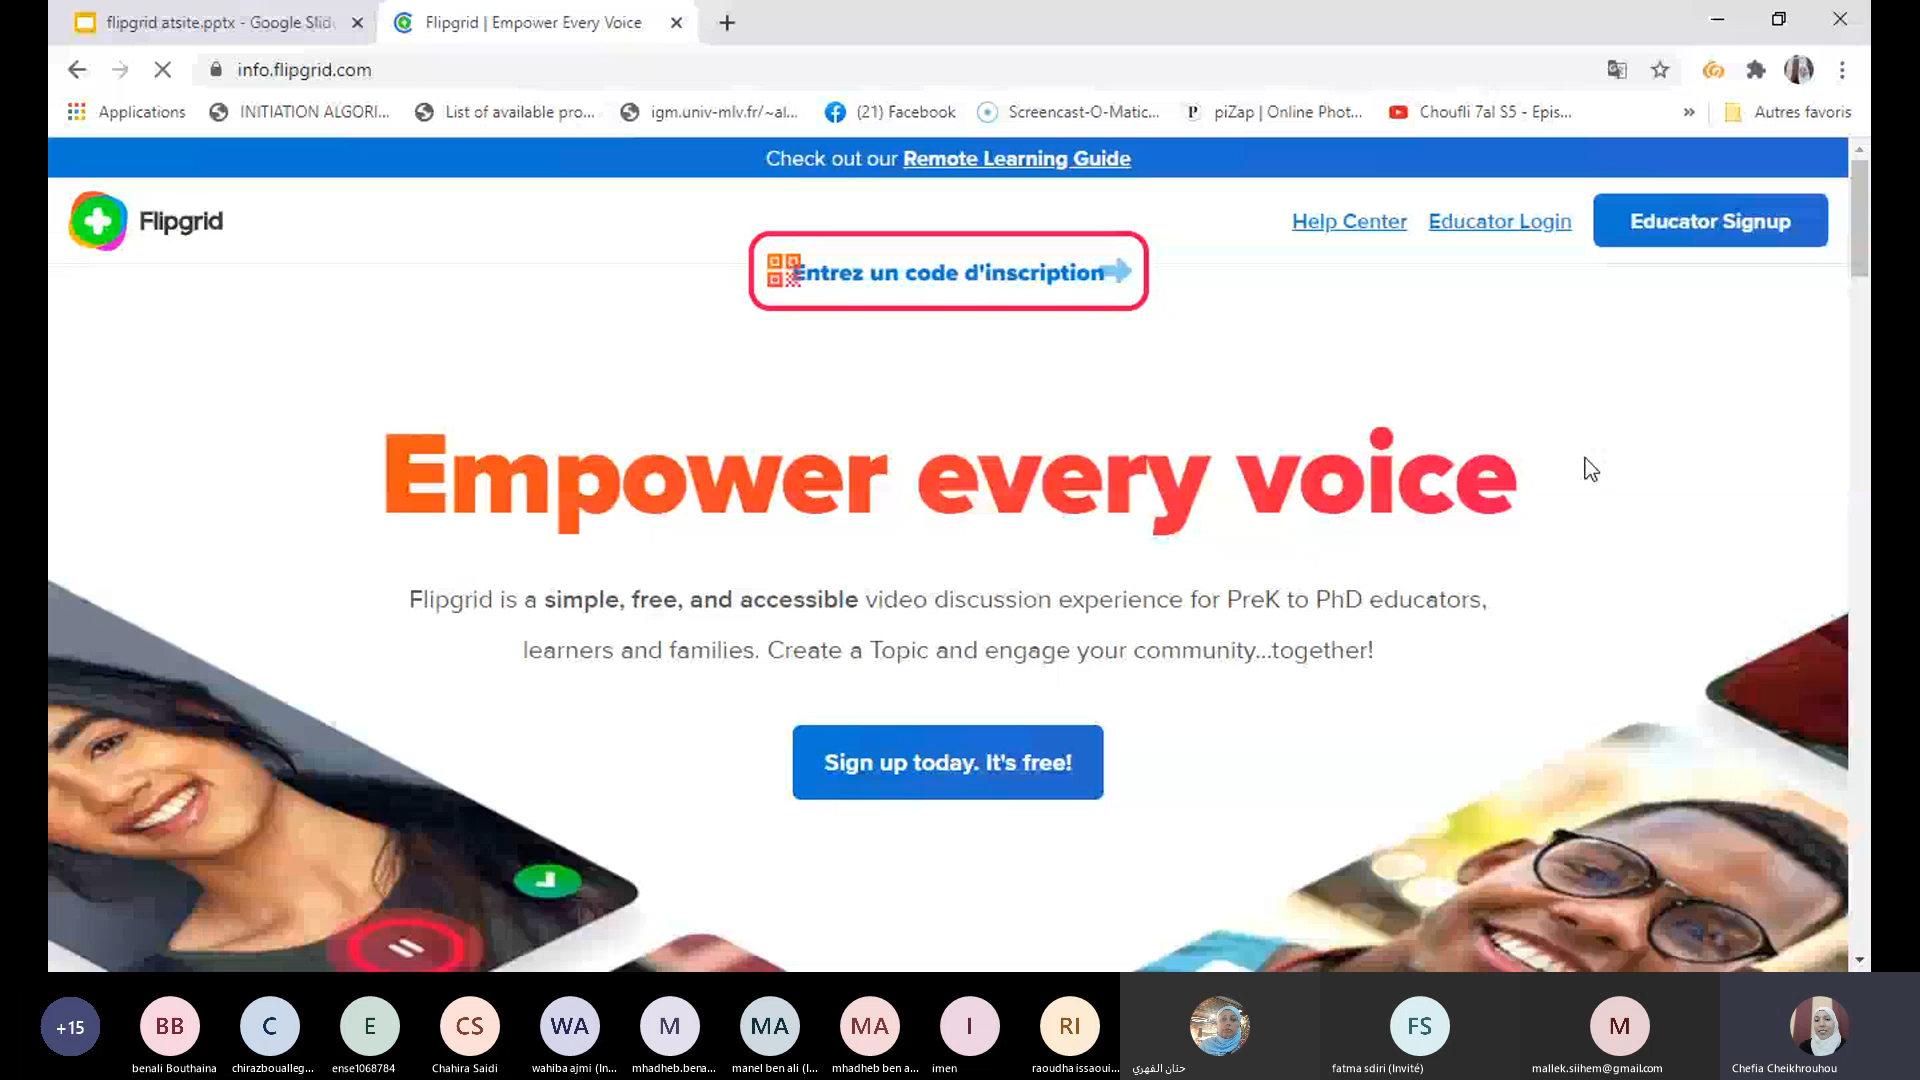 flipgrid atsite.pptx - Google Slid
Flipgrid | Empower Every Voice
info.flipgrid.com
Applications
INITIATION ALGORI...
List of available pro...
igm.univ-mlv.fr/~al...
(21) Facebook
Screencast-O-Matic...
piZap | Online Phot...
Choufli 7al S5 - Epis...
»
Autres favoris
Check out our Remote Learning Guide
Flipgrid
Help Center
Educator Login
Educator Signup
Entrez un code d'inscription
Empower every voice
Flipgrid is a simple, free, and accessible video discussion experience for PreK to PhD educators,
learners and families. Create a Topic and engage your community...together!
Sign up today. It's free!
+15
BB
C
E
CS
WA
M
MA
MA
I
RI
FS
M
benali Bouthaina
chirazboualleg...
ense1068784
Chahira Saidi
wahiba ajmi (In...
mhadheb.bena...
manel ben ali (I...
mhadheb ben a...
imen
raoudha issaoui...
حنان الفهري
fatma sdiri (Invité)
mallek.siihem@gmail.com
Chefia Cheikhrouhou